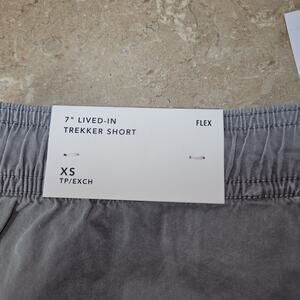 7" LIVED-IN
TREKKER SHORT
FLEX
XS
TP/EXCH